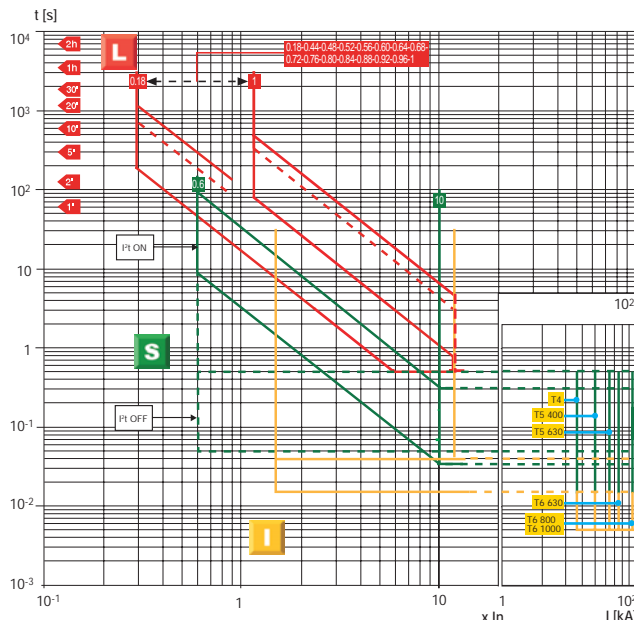 t [s]
10⁴
2h
L
0.18-0.44-0.48-0.52-0.56-0.60-0.64-0.68-
0.72-0.76-0.80-0.84-0.88-0.92-0.96-1
1h
0.18
1
30'
20'
10³
10'
5'
2'
10²
0.6
10
1'
I²t ON
10
10²
1
S
T4
10⁻¹
I²t OFF
T5 400
T5 630
10⁻²
T6 630
I
T6 800
T6 1000
10⁻³
10⁻¹
1
10
1
10²
x In
I [kA]